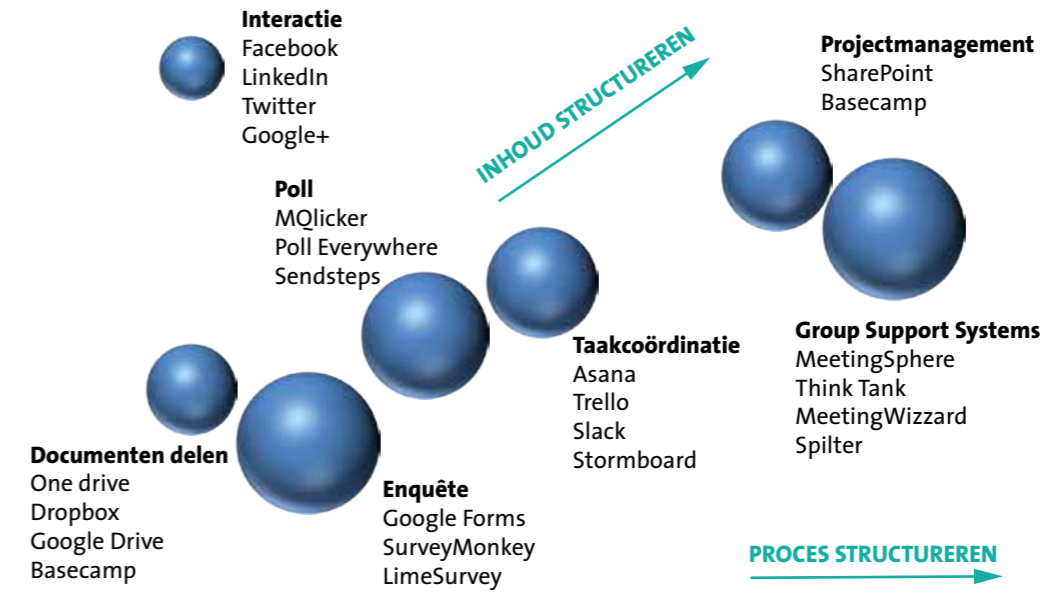 Interactie
Facebook
LinkedIn
Twitter
Google+
INHOUD STRUCTUREREN
Projectmanagement
SharePoint
Basecamp
Poll
MQlicker
Poll Everywhere
Sendsteps
Taakcoördinatie
Asana
Trello
Slack
Stormboard
Group Support Systems
MeetingSphere
Think Tank
MeetingWizzard
Spilter
Documenten delen
One drive
Dropbox
Google Drive
Basecamp
Enquête
Google Forms
SurveyMonkey
LimeSurvey
PROCES STRUCTUREREN